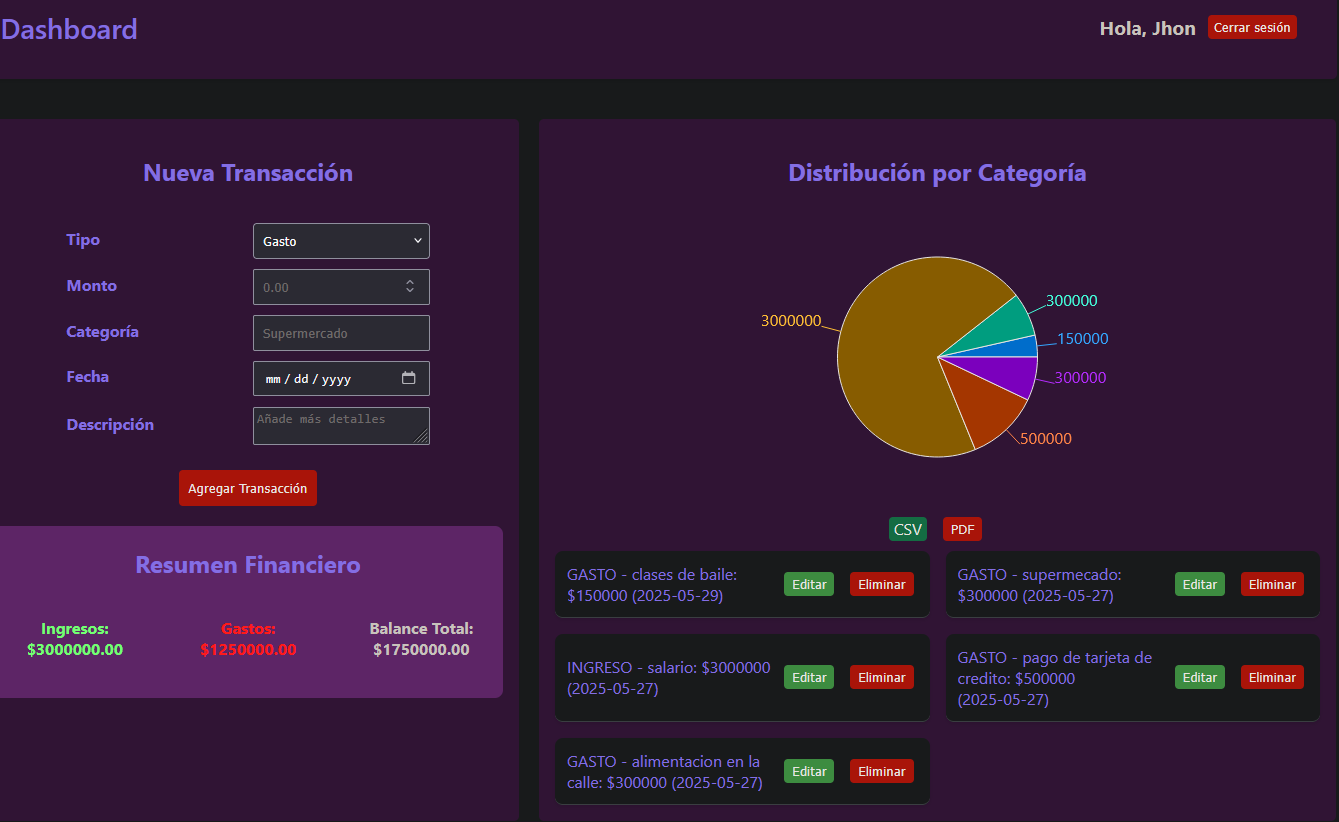 Dashboard
Hola, Jhon
Cerrar sesión
Nueva Transacción
Tipo
Gasto
Monto
0.00
Categoría
Supermercado
Fecha
mm / dd / yyyy
Descripción
Añade más detalles
Agregar Transacción
Resumen Financiero
Ingresos:
$3000000.00
Gastos:
$1250000.00
Balance Total:
$1750000.00
Distribución por Categoría
3000000
300000
150000
300000
500000
CSV
PDF
GASTO - clases de baile:
$150000 (2025-05-29)
Editar
Eliminar
GASTO - supermecado:
$300000 (2025-05-27)
Editar
Eliminar
INGRESO - salario: $3000000
(2025-05-27)
Editar
Eliminar
GASTO - pago de tarjeta de
credito: $500000
(2025-05-27)
Editar
Eliminar
GASTO - alimentacion en la
calle: $300000 (2025-05-27)
Editar
Eliminar